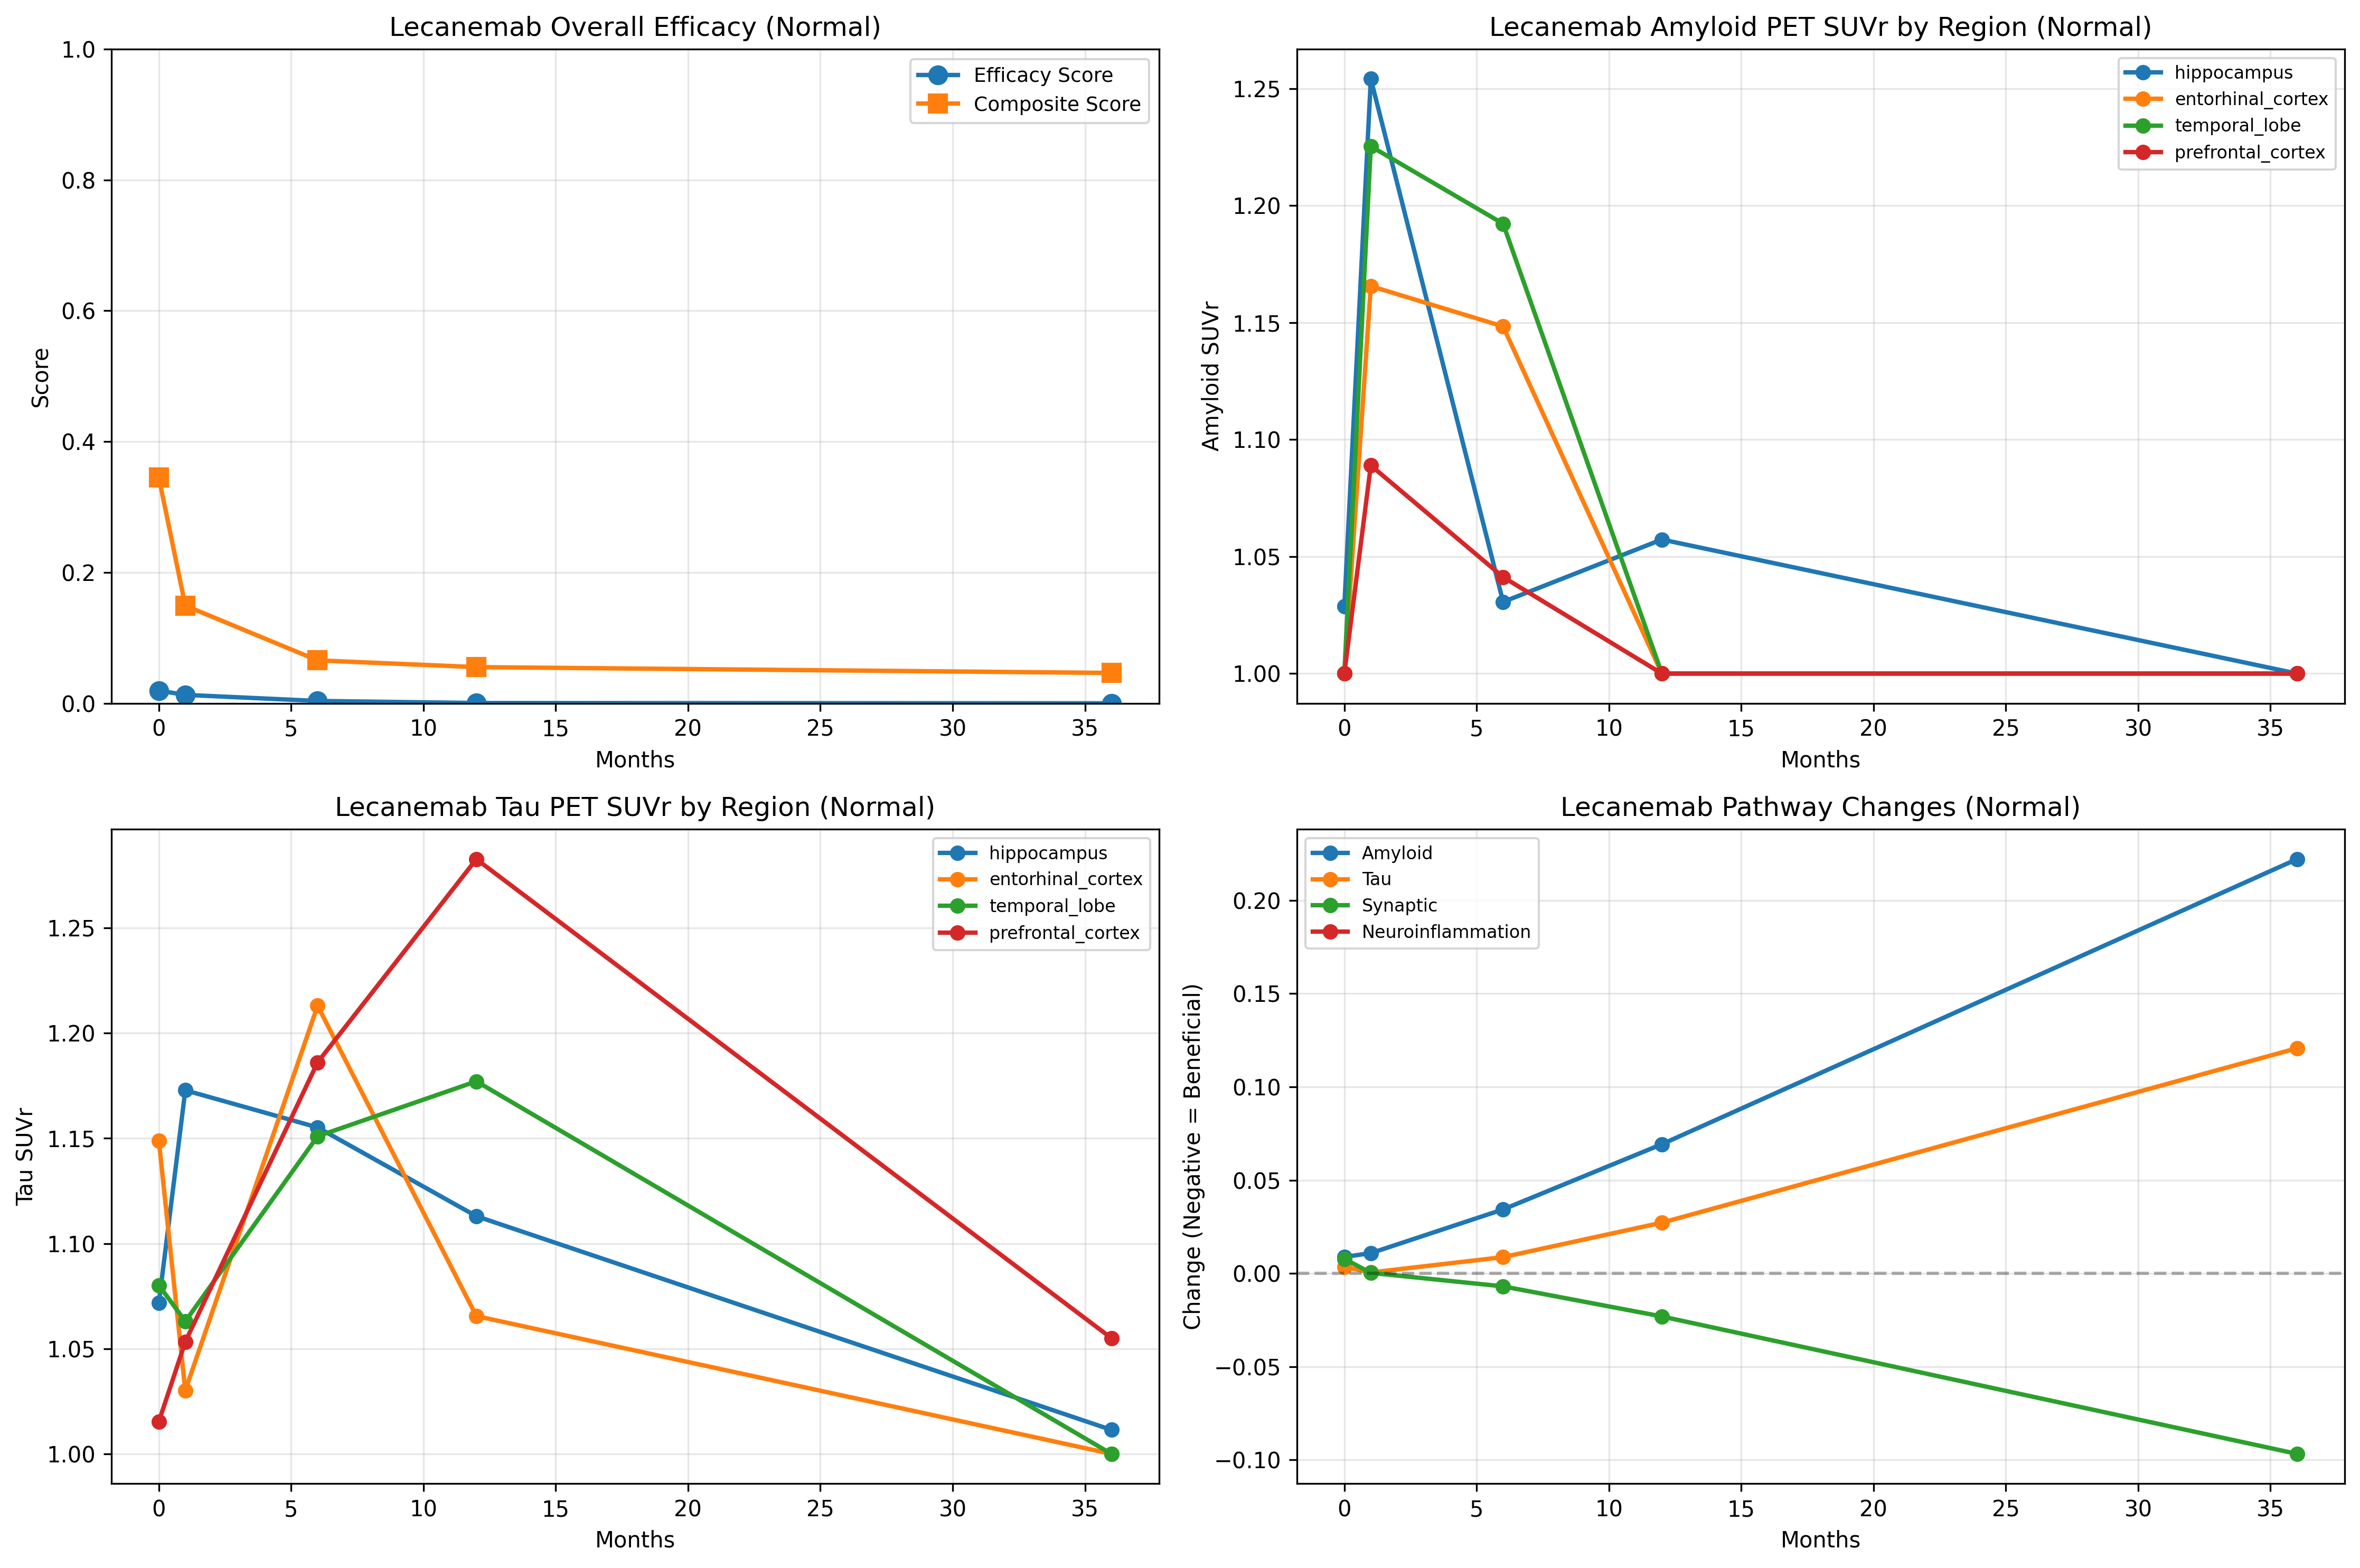 Lecanemab Overall Efficacy (Normal)
1.0
0.8
0.6
0.4
0.2
0.0
Score
Efficacy Score
Composite Score
0 5 10 15 20 25 30 35
Months
Lecanemab Amyloid PET SUVr by Region (Normal)
1.25
1.20
1.15
1.10
1.05
1.00
Amyloid SUVr
hippocampus
entorhinal_cortex
temporal_lobe
prefrontal_cortex
0 5 10 15 20 25 30 35
Months
Lecanemab Tau PET SUVr by Region (Normal)
1.25
1.20
1.15
1.10
1.05
1.00
Tau SUVr
hippocampus
entorhinal_cortex
temporal_lobe
prefrontal_cortex
0 5 10 15 20 25 30 35
Months
Lecanemab Pathway Changes (Normal)
0.20
0.15
0.10
0.05
0.00
−0.05
−0.10
Change (Negative = Beneficial)
Amyloid
Tau
Synaptic
Neuroinflammation
0 5 10 15 20 25 30 35
Months